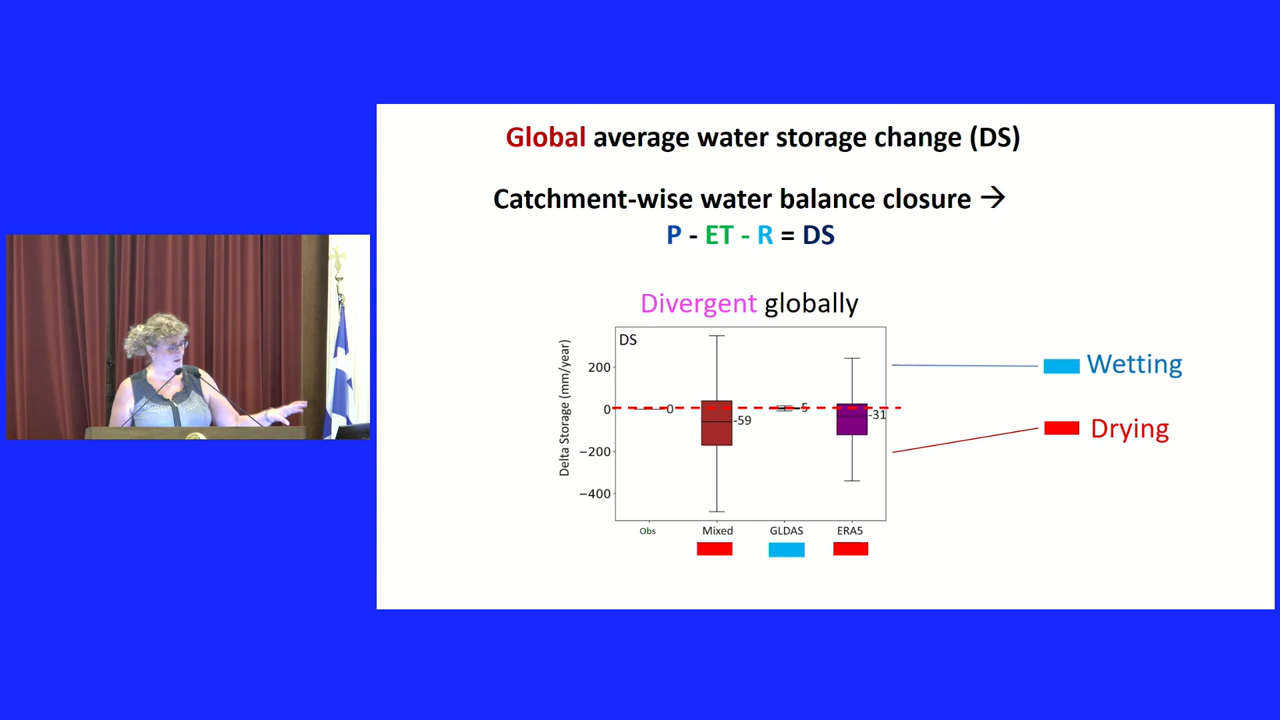 Global average water storage change (DS)
Catchment-wise water balance closure →
P - ET - R = DS
Divergent globally
DS
Delta Storage (mm/year)
200
0
−200
−400
0
-59
5
-31
Obs Mixed GLDAS ERA5
Wetting
Drying